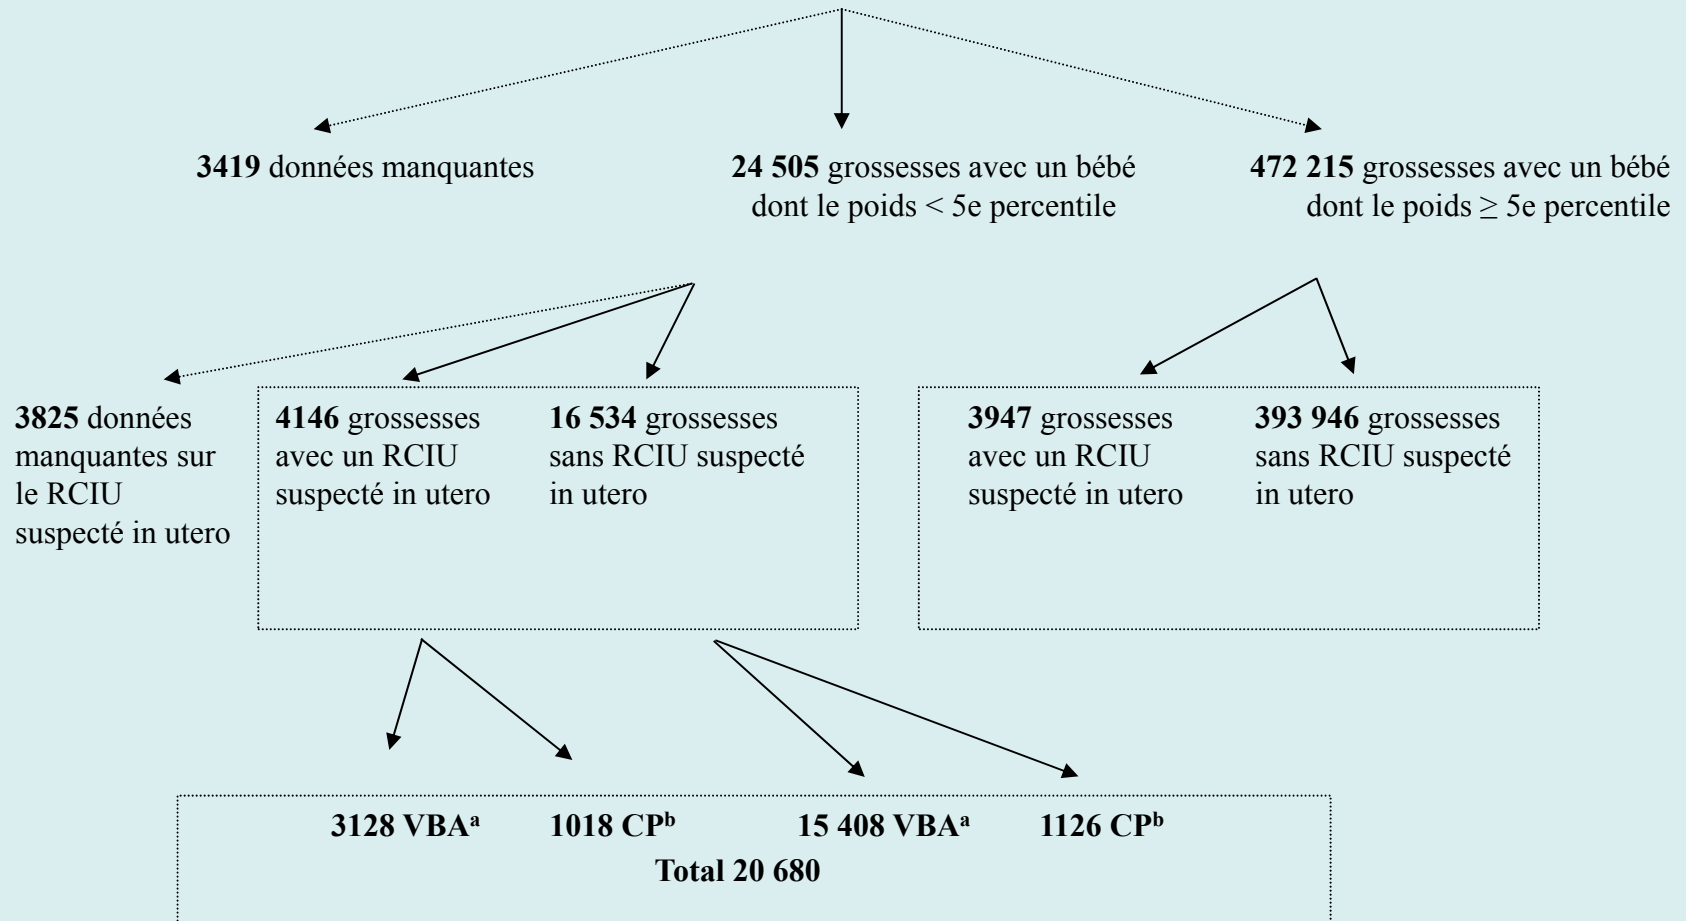 3419 données manquantes
24 505 grossesses avec un bébé
dont le poids < 5e percentile
472 215 grossesses avec un bébé
dont le poids ≥ 5e percentile
3825 données
manquantes sur
le RCIU
suspecté in utero
4146 grossesses
avec un RCIU
suspecté in utero
16 534 grossesses
sans RCIU suspecté
in utero
3947 grossesses
avec un RCIU
suspecté in utero
393 946 grossesses
sans RCIU suspecté
in utero
3128 VBAᵃ 1018 CPᵇ 15 408 VBAᵃ 1126 CPᵇ
Total 20 680